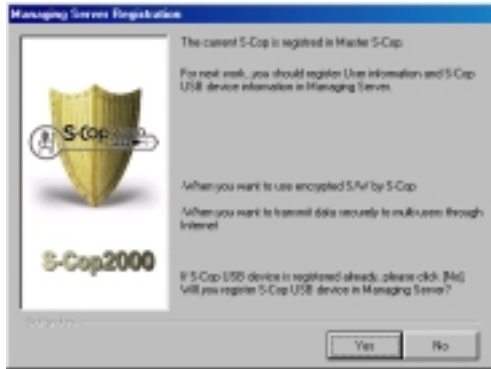 Managing Server Registration
The current S-Cop is registred in Master S-Cop
For next work, you should register User information and S-Cop
USB device information in Managing Server.
S-Cop2000
-When you want to use encrypted S/W by S-Cop
-When you want to transmit data securely to multi-users through
Internet
S-Cop2000
If S-Cop USB device is registered already, please click [No].
Will you register S-Cop USB device in Managing Server?
Yes
No